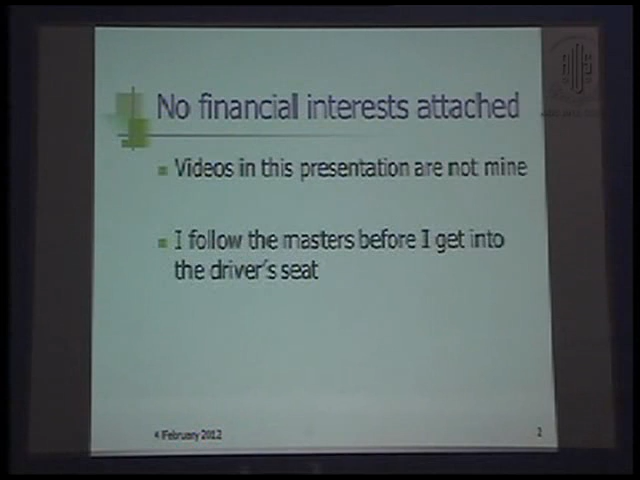 No financial interests attached
Videos in this presentation are not mine
I follow the masters before I get into
the driver's seat
4 February 2012
2